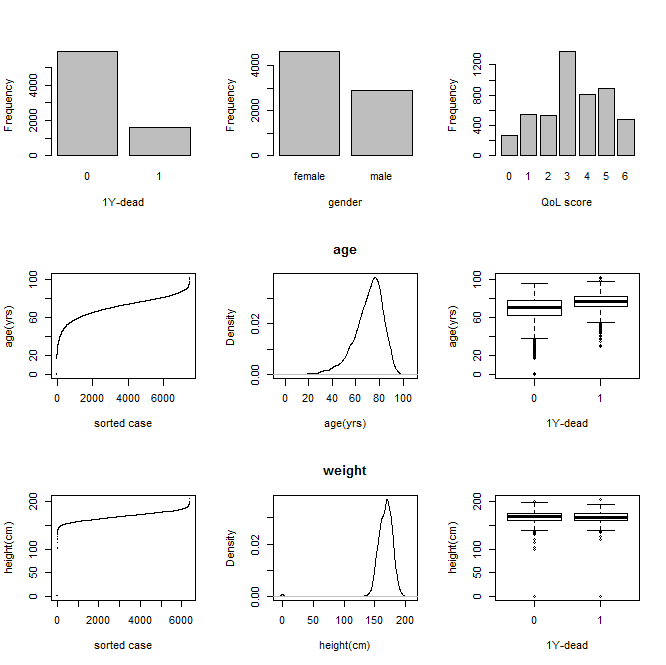 Frequency
0 2000 4000
0 1
1Y-dead
Frequency
0 2000 4000
female male
gender
Frequency
0 400 800 1200
0 1 2 3 4 5 6
QoL score
age(yrs)
0 20 60 100
0 2000 4000 6000
sorted case
age
Density
0.00 0.02
0 20 40 60 80 100
age(yrs)
age(yrs)
0 20 60 100
0 1
1Y-dead
height(cm)
0 50 100 200
0 2000 4000 6000
sorted case
weight
Density
0.00 0.02
0 50 100 150 200
height(cm)
height(cm)
0 50 100 200
0 1
1Y-dead